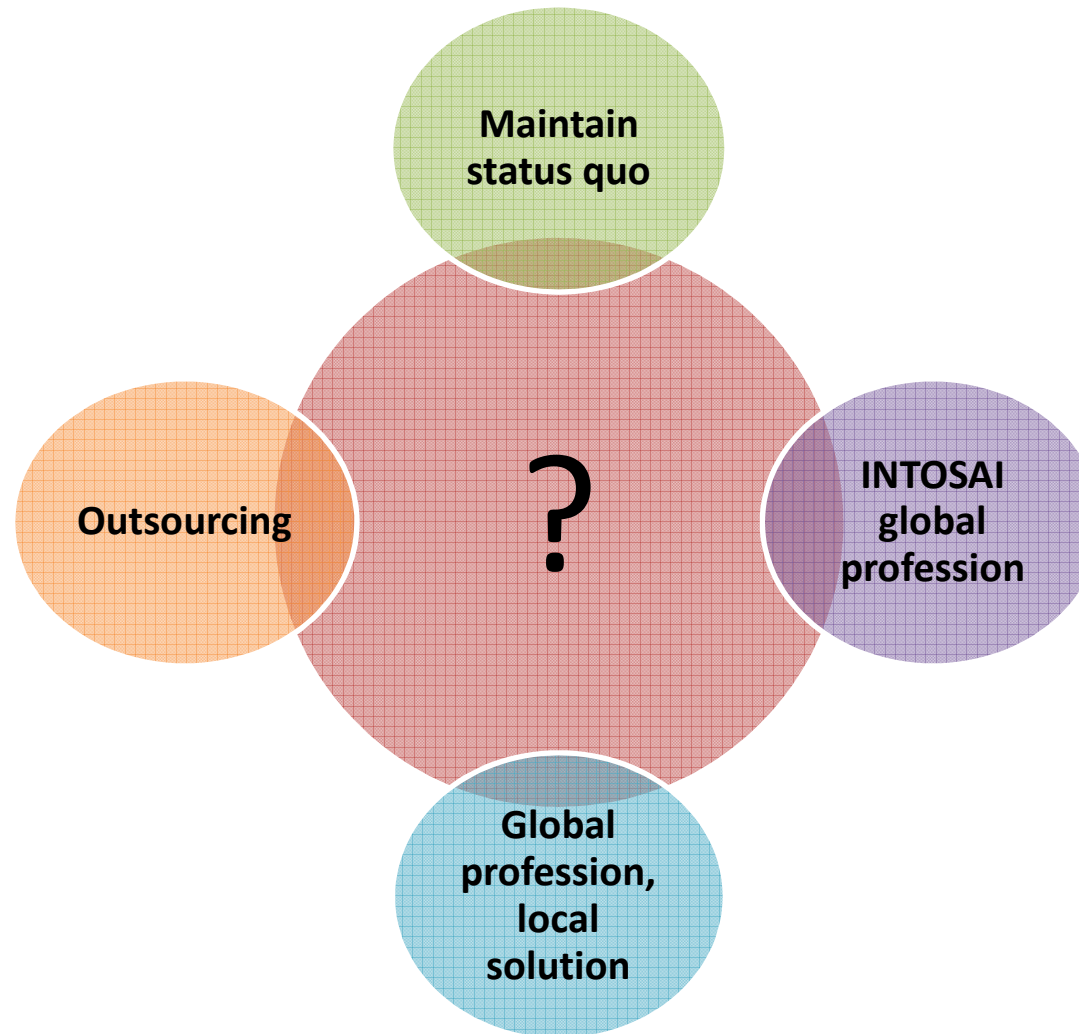 Maintain
status quo
Outsourcing
?
INTOSAI
global
profession
Global
profession,
local
solution